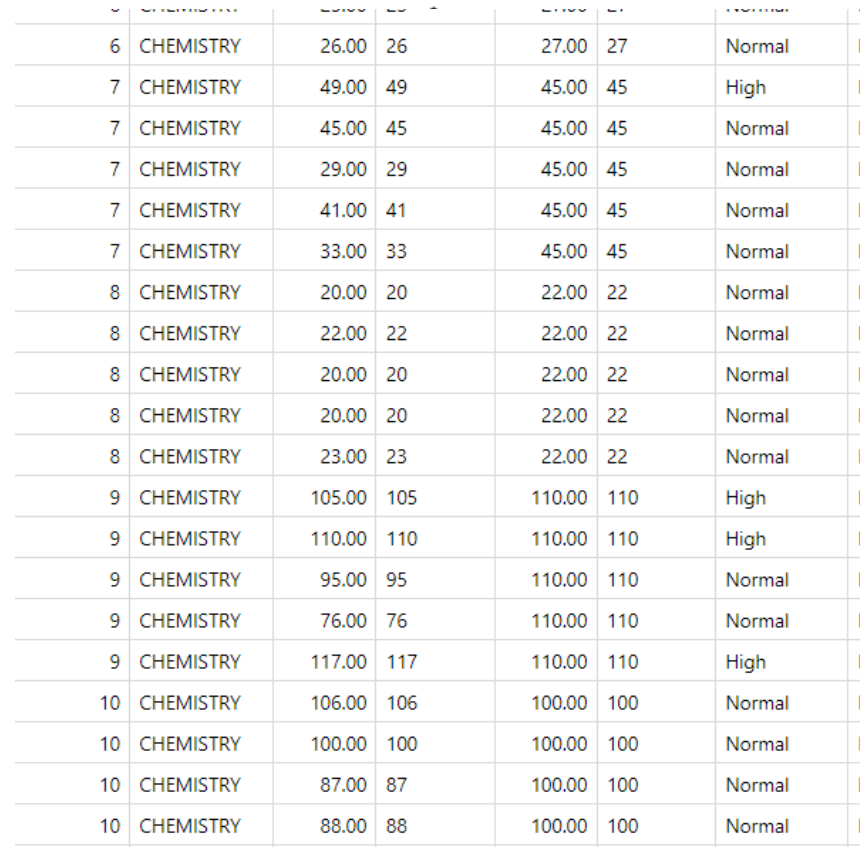 6 CHEMISTRY 26.00 26 27.00 27 Normal
7 CHEMISTRY 49.00 49 45.00 45 High
7 CHEMISTRY 45.00 45 45.00 45 Normal
7 CHEMISTRY 29.00 29 45.00 45 Normal
7 CHEMISTRY 41.00 41 45.00 45 Normal
7 CHEMISTRY 33.00 33 45.00 45 Normal
8 CHEMISTRY 20.00 20 22.00 22 Normal
8 CHEMISTRY 22.00 22 22.00 22 Normal
8 CHEMISTRY 20.00 20 22.00 22 Normal
8 CHEMISTRY 20.00 20 22.00 22 Normal
8 CHEMISTRY 23.00 23 22.00 22 Normal
9 CHEMISTRY 105.00 105 110.00 110 High
9 CHEMISTRY 110.00 110 110.00 110 High
9 CHEMISTRY 95.00 95 110.00 110 Normal
9 CHEMISTRY 76.00 76 110.00 110 Normal
9 CHEMISTRY 117.00 117 110.00 110 High
10 CHEMISTRY 106.00 106 100.00 100 Normal
10 CHEMISTRY 100.00 100 100.00 100 Normal
10 CHEMISTRY 87.00 87 100.00 100 Normal
10 CHEMISTRY 88.00 88 100.00 100 Normal